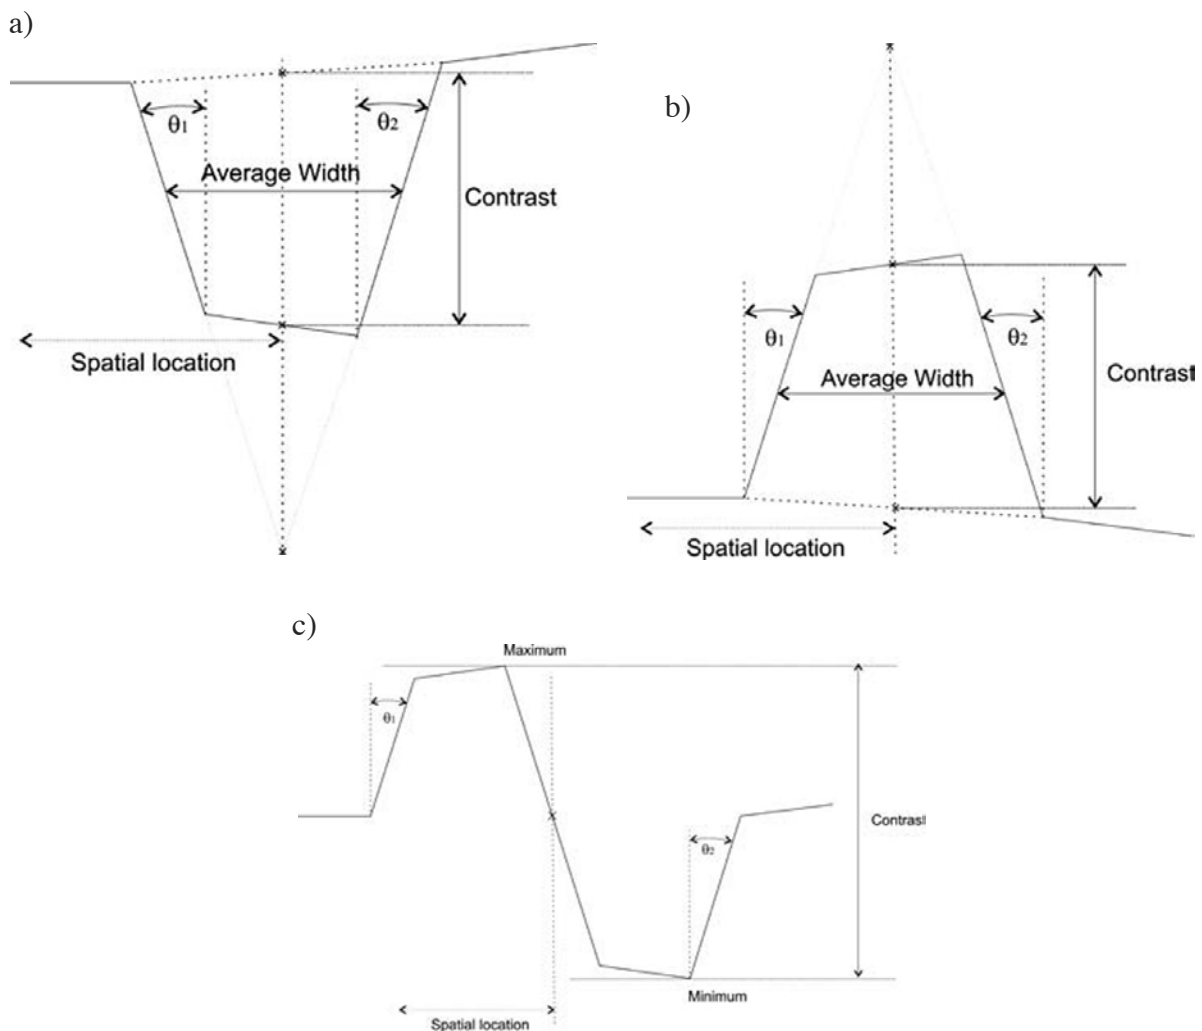 a)
θ1
θ2
Average Width
Contrast
Spatial location
b)
θ1
θ2
Average Width
Contrast
Spatial location
c)
Maximum
θ1
Contrast
θ2
Minimum
Spatial location